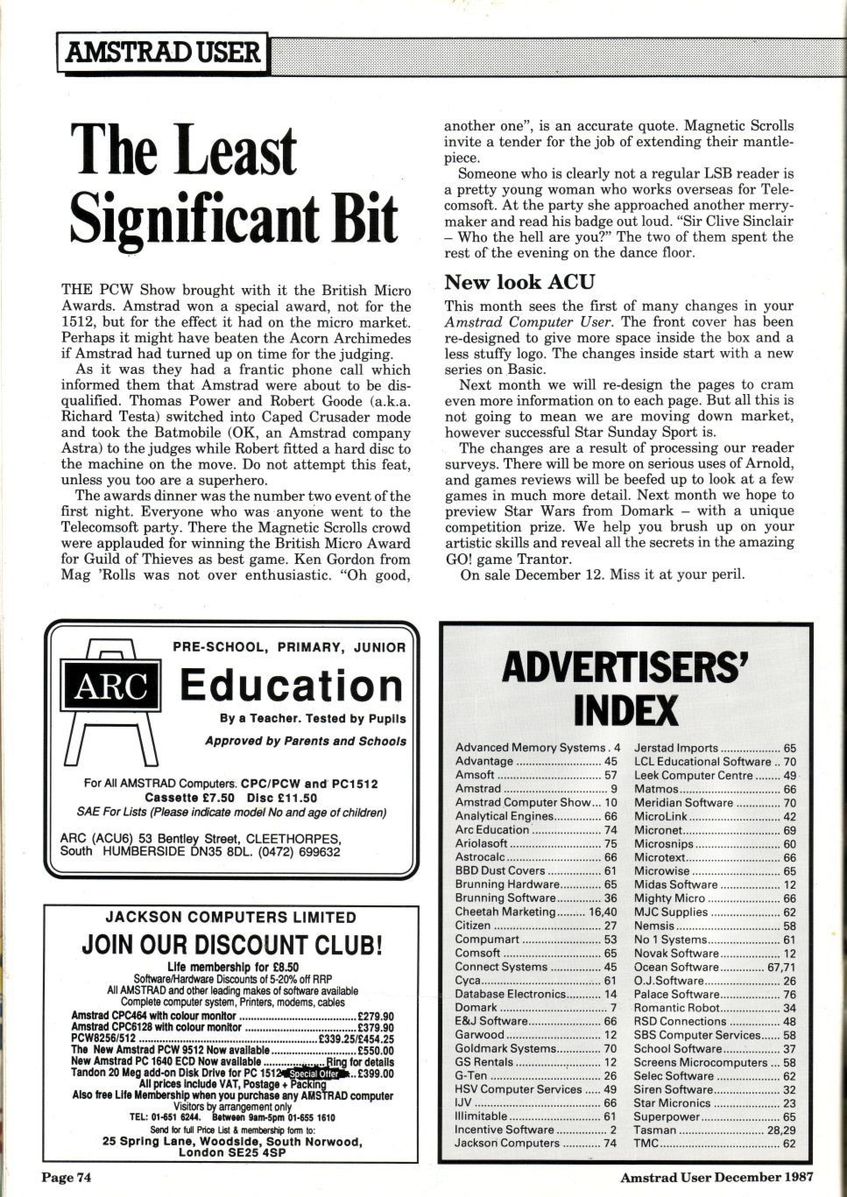 AMSTRAD USER
The Least
Significant Bit
THE PCW Show brought with it the British Micro
Awards. Amstrad won a special award, not for the
1512, but for the effect it had on the micro market.
Perhaps it might have beaten the Acorn Archimedes
if Amstrad had turned up on time for the judging.
As it was they had a frantic phone call which
informed them that Amstrad were about to be dis-
qualified. Thomas Power and Robert Goode (a.k.a.
Richard Testa) switched into Caped Crusader mode
and took the Batmobile (OK, an Amstrad company
Astra) to the judges while Robert fitted a hard disc to
the machine on the move. Do not attempt this feat,
unless you too are a superhero.
The awards dinner was the number two event of the
first night. Everyone who was anyone went to the
Telecomsoft party. There the Magnetic Scrolls crowd
were applauded for winning the British Micro Award
for Guild of Thieves as best game. Ken Gordon from
Mag 'Rolls was not over enthusiastic. "Oh good,
another one", is an accurate quote. Magnetic Scrolls
invite a tender for the job of extending their mantle-
piece.
Someone who is clearly not a regular LSB reader is
a pretty young woman who works overseas for Tele-
comsoft. At the party she approached another merry-
maker and read his badge out loud. "Sir Clive Sinclair
– Who the hell are you?" The two of them spent the
rest of the evening on the dance floor.
New look ACU
This month sees the first of many changes in your
Amstrad Computer User. The front cover has been
re-designed to give more space inside the box and a
less stuffy logo. The changes inside start with a new
series on Basic.
Next month we will re-design the pages to cram
even more information on to each page. But all this is
not going to mean we are moving down market,
however successful Star Sunday Sport is.
The changes are a result of processing our reader
surveys. There will be more on serious uses of Arnold,
and games reviews will be beefed up to look at a few
games in much more detail. Next month we hope to
preview Star Wars from Domark – with a unique
competition prize. We help you brush up on your
artistic skills and reveal all the secrets in the amazing
GO! game Trantor.
On sale December 12. Miss it at your peril.
PRE-SCHOOL, PRIMARY, JUNIOR
ARC Education
By a Teacher. Tested by Pupils
Approved by Parents and Schools
For All AMSTRAD Computers. CPC/PCW and PC1512
Cassette £7.50 Disc £11.50
SAE For Lists (Please indicate model No and age of children)
ARC (ACU6) 53 Bentley Street, CLEETHORPES,
South HUMBERSIDE DN35 8DL. (0472) 699632
JACKSON COMPUTERS LIMITED
JOIN OUR DISCOUNT CLUB!
Life membership for £8.50
Software/Hardware Discounts of 5-20% off RRP
All AMSTRAD and other leading makes of software available
Complete computer system, Printers, modems, cables
Amstrad CPC464 with colour monitor ........ £279.90
Amstrad CPC6128 with colour monitor ........ £379.90
PCW8256/512 ........ £339.25/£454.25
The New Amstrad PCW 9512 Now available ........ £550.00
New Amstrad PC 1640 ECD Now available ........ Ring for details
Tandon 20 Meg add-on Disk Drive for PC 1512 Special Offer ..£399.00
All prices include VAT, Postage + Packing
Also free Life Membership when you purchase any AMSTRAD computer
Visitors by arrangement only
TEL: 01-651 6244. Between 9am-5pm 01-655 1610
Send for full Price List & membership form to:
25 Spring Lane, Woodside, South Norwood,
London SE25 4SP
ADVERTISERS'
INDEX
Advanced Memory Systems . 4
Advantage ........ 45
Amsoft ........ 57
Amstrad ........ 9
Amstrad Computer Show... 10
Analytical Engines ........ 66
Arc Education ........ 74
Ariolasoft ........ 75
Astrocalc ........ 66
BBD Dust Covers ........ 61
Brunning Hardware ........ 65
Brunning Software ........ 36
Cheetah Marketing ........ 16,40
Citizen ........ 27
Compumart ........ 53
Comsoft ........ 65
Connect Systems ........ 45
Cyca ........ 61
Database Electronics ........ 14
Domark ........ 7
E&J Software ........ 66
Garwood ........ 12
Goldmark Systems ........ 70
GS Rentals ........ 12
G-Ten ........ 26
HSV Computer Services .... 49
IJV ........ 66
Illimitable ........ 61
Incentive Software ........ 2
Jackson Computers ........ 74
Jerstad Imports ........ 65
LCL Educational Software .. 70
Leek Computer Centre ....... 49
Matmos ........ 66
Meridian Software ........ 70
MicroLink ........ 42
Micronet ........ 69
Microsnips ........ 60
Microtext ........ 66
Microwise ........ 65
Midas Software ........ 12
Mighty Micro ........ 66
MJC Supplies ........ 62
Nemsis ........ 58
No 1 Systems ........ 61
Novak Software ........ 12
Ocean Software ........ 67,71
O.J.Software ........ 26
Palace Software ........ 76
Romantic Robot ........ 34
RSD Connections ........ 48
SBS Computer Services ...... 58
School Software ........ 37
Screens Microcomputers ... 58
Selec Software ........ 62
Siren Software ........ 32
Star Micronics ........ 23
Superpower ........ 65
Tasman ........ 28,29
TMC ........ 62
Page 74
Amstrad User December 1987